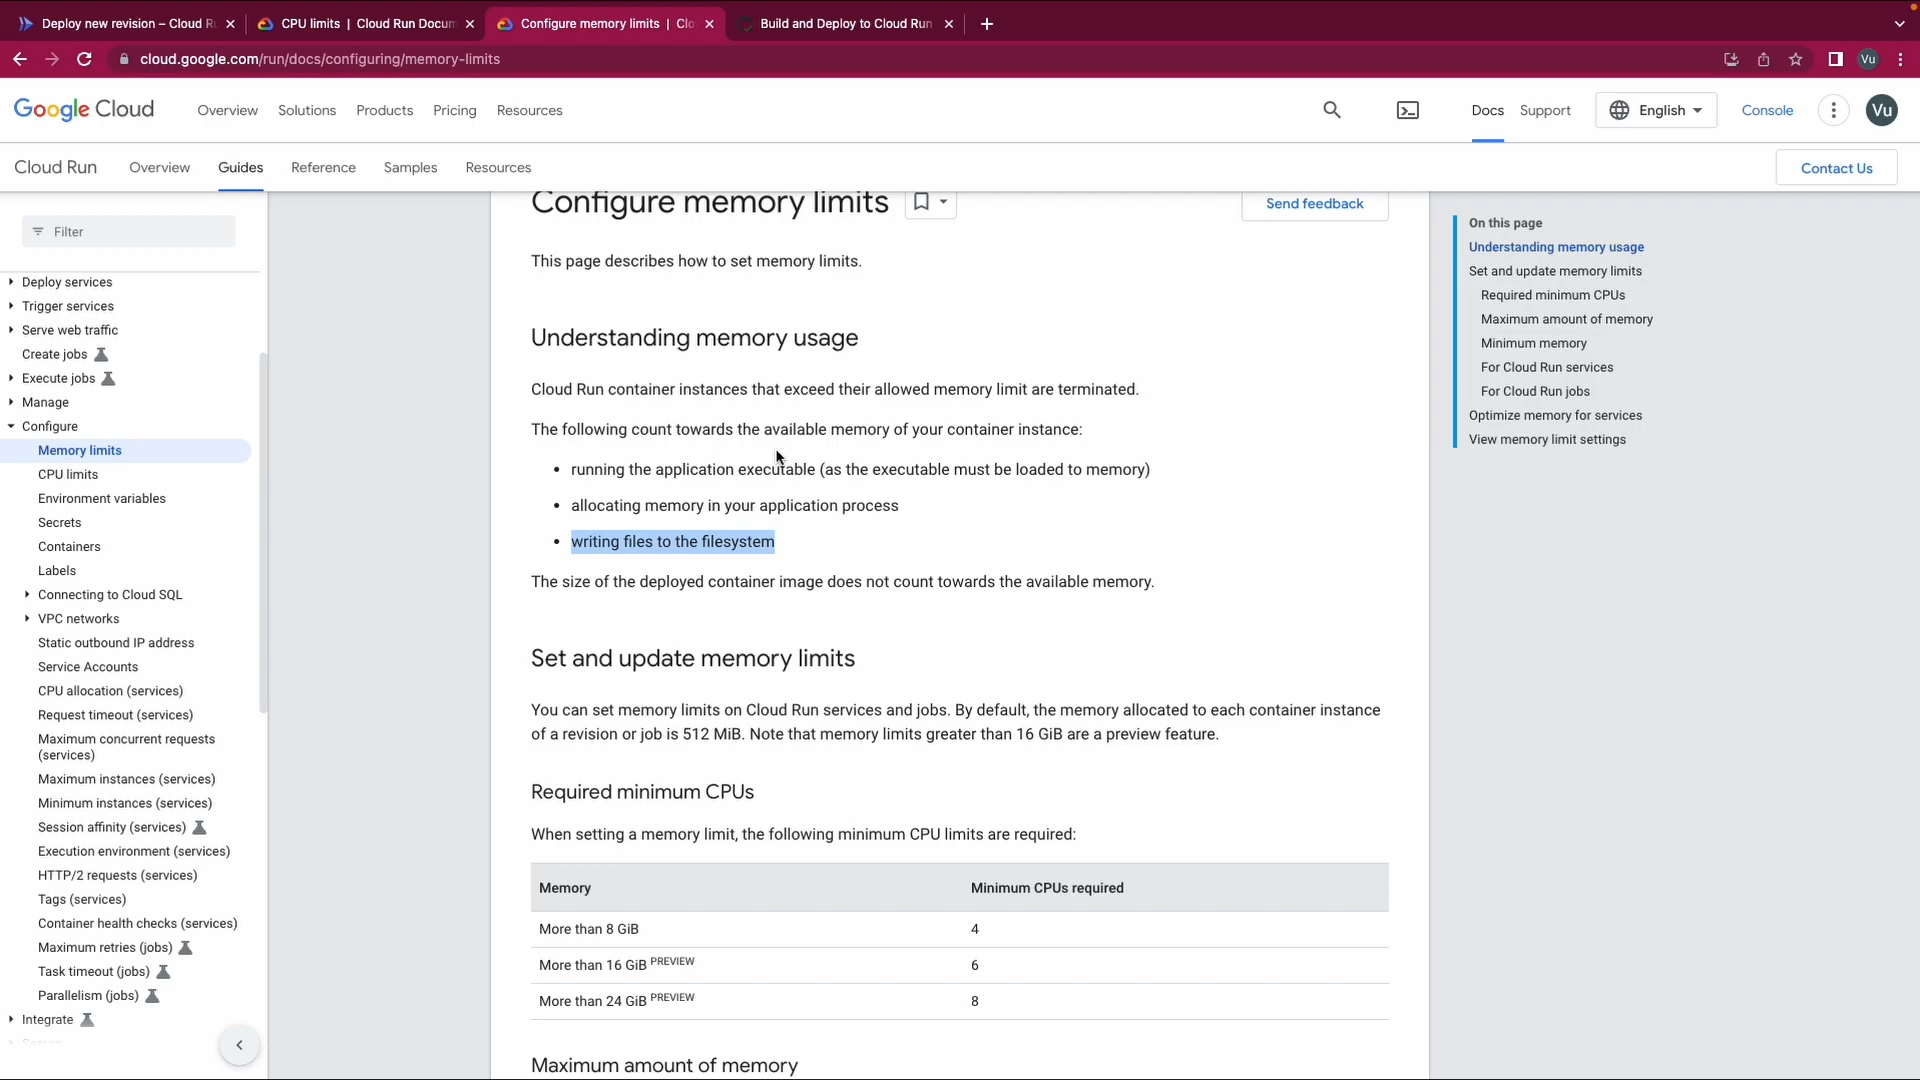 Deploy new revision – Cloud R
CPU limits | Cloud Run Docum
Configure memory limits | Clo
Build and Deploy to Cloud Run
cloud.google.com/run/docs/configuring/memory-limits
Vu
Google Cloud
Overview
Solutions
Products
Pricing
Resources
Docs
Support
English
Console
Vu
Cloud Run
Overview
Guides
Reference
Samples
Resources
Contact Us
Filter
Deploy services
Trigger services
Serve web traffic
Create jobs
Execute jobs
Manage
Configure
Memory limits
CPU limits
Environment variables
Secrets
Containers
Labels
Connecting to Cloud SQL
VPC networks
Static outbound IP address
Service Accounts
CPU allocation (services)
Request timeout (services)
Maximum concurrent requests
(services)
Maximum instances (services)
Minimum instances (services)
Session affinity (services)
Execution environment (services)
HTTP/2 requests (services)
Tags (services)
Container health checks (services)
Maximum retries (jobs)
Task timeout (jobs)
Parallelism (jobs)
Integrate
Configure memory limits
Send feedback
This page describes how to set memory limits.
Understanding memory usage
Cloud Run container instances that exceed their allowed memory limit are terminated.
The following count towards the available memory of your container instance:
• running the application executable (as the executable must be loaded to memory)
• allocating memory in your application process
• writing files to the filesystem
The size of the deployed container image does not count towards the available memory.
Set and update memory limits
You can set memory limits on Cloud Run services and jobs. By default, the memory allocated to each container instance
of a revision or job is 512 MiB. Note that memory limits greater than 16 GiB are a preview feature.
Required minimum CPUs
When setting a memory limit, the following minimum CPU limits are required:
Memory Minimum CPUs required
More than 8 GiB 4
More than 16 GiB PREVIEW 6
More than 24 GiB PREVIEW 8
Maximum amount of memory
On this page
Understanding memory usage
Set and update memory limits
Required minimum CPUs
Maximum amount of memory
Minimum memory
For Cloud Run services
For Cloud Run jobs
Optimize memory for services
View memory limit settings